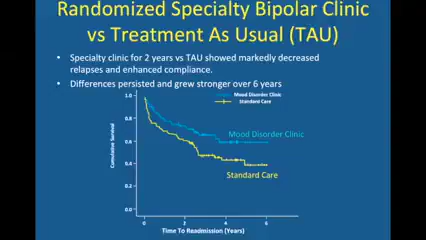 Randomized Specialty Bipolar Clinic
vs Treatment As Usual (TAU)
• Specialty clinic for 2 years vs TAU showed markedly decreased
relapses and enhanced compliance.
• Differences persisted and grew stronger over 6 years
Mood Disorder Clinic
Standard Care
1.0
0.8
0.6
0.4
0.2
0.0
Cumulative Survival
Mood Disorder Clinic
Standard Care
0 2 4 6
Time To Readmission (Years)